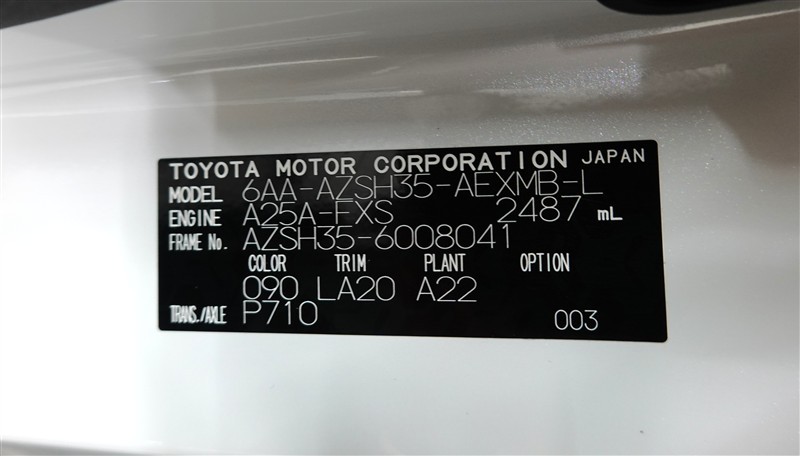 TOYOTA MOTOR CORPORATION JAPAN
MODEL 6AA-AZSH35-AEXMB-L
ENGINE A25A-FXS 2487 mL
FRAME No. AZSH35-6008041
COLOR TRIM PLANT OPTION
090 LA20 A22
TRANS./AXLE P710 003